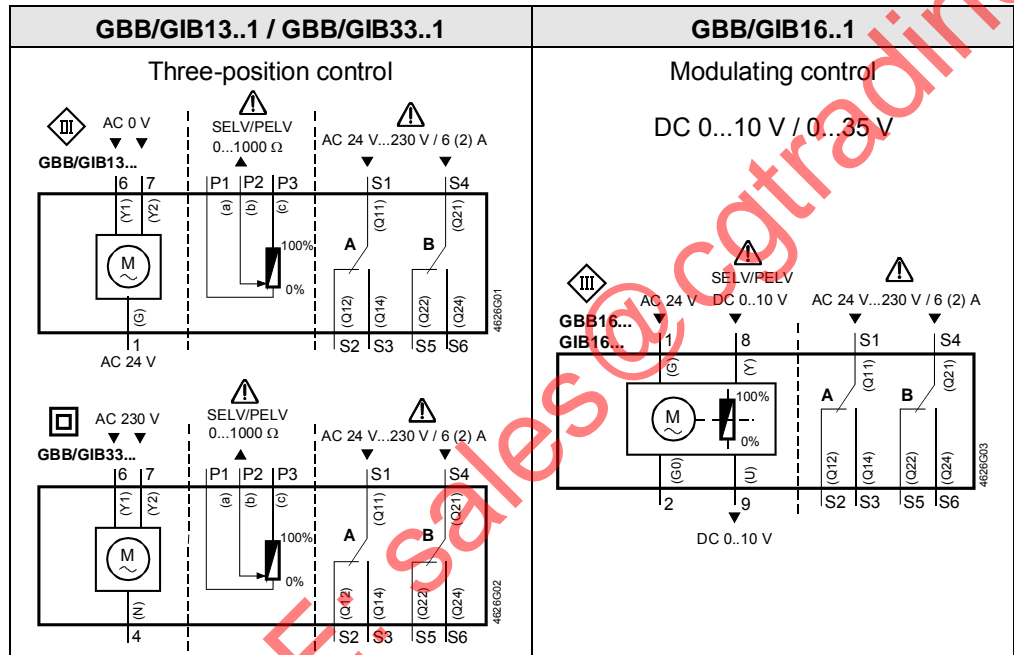 GBB/GIB13..1 / GBB/GIB33..1
Three-position control
III
AC 0 V
GBB/GIB13...
SELV/PELV
0...1000 Ω
AC 24 V...230 V / 6 (2) A
6 7 P1 P2 P3 S1 S4
(Y1) (Y2) (a) (b) (c) (Q11) (Q21)
M
100%
0%
A B
(G) (Q12) (Q14) (Q22) (Q24)
1 S2 S3 S5 S6
AC 24 V
4626G01
AC 230 V
GBB/GIB33...
SELV/PELV
0...1000 Ω
AC 24 V...230 V / 6 (2) A
6 7 P1 P2 P3 S1 S4
(Y1) (Y2) (a) (b) (c) (Q11) (Q21)
M
100%
0%
A B
(N) (Q12) (Q14) (Q22) (Q24)
4 S2 S3 S5 S6
4626G02
GBB/GIB16..1
Modulating control
DC 0...10 V / 0...35 V
III
GBB16...
GIB16...
AC 24 V
SELV/PELV
DC 0..10 V
AC 24 V...230 V / 6 (2) A
1 8 S1 S4
(G) (Y) (Q11) (Q21)
M
100%
0%
A B
(G0) (U) (Q12) (Q14) (Q22) (Q24)
2 9 S2 S3 S5 S6
DC 0..10 V
4626G03
E: sales@cgtradin